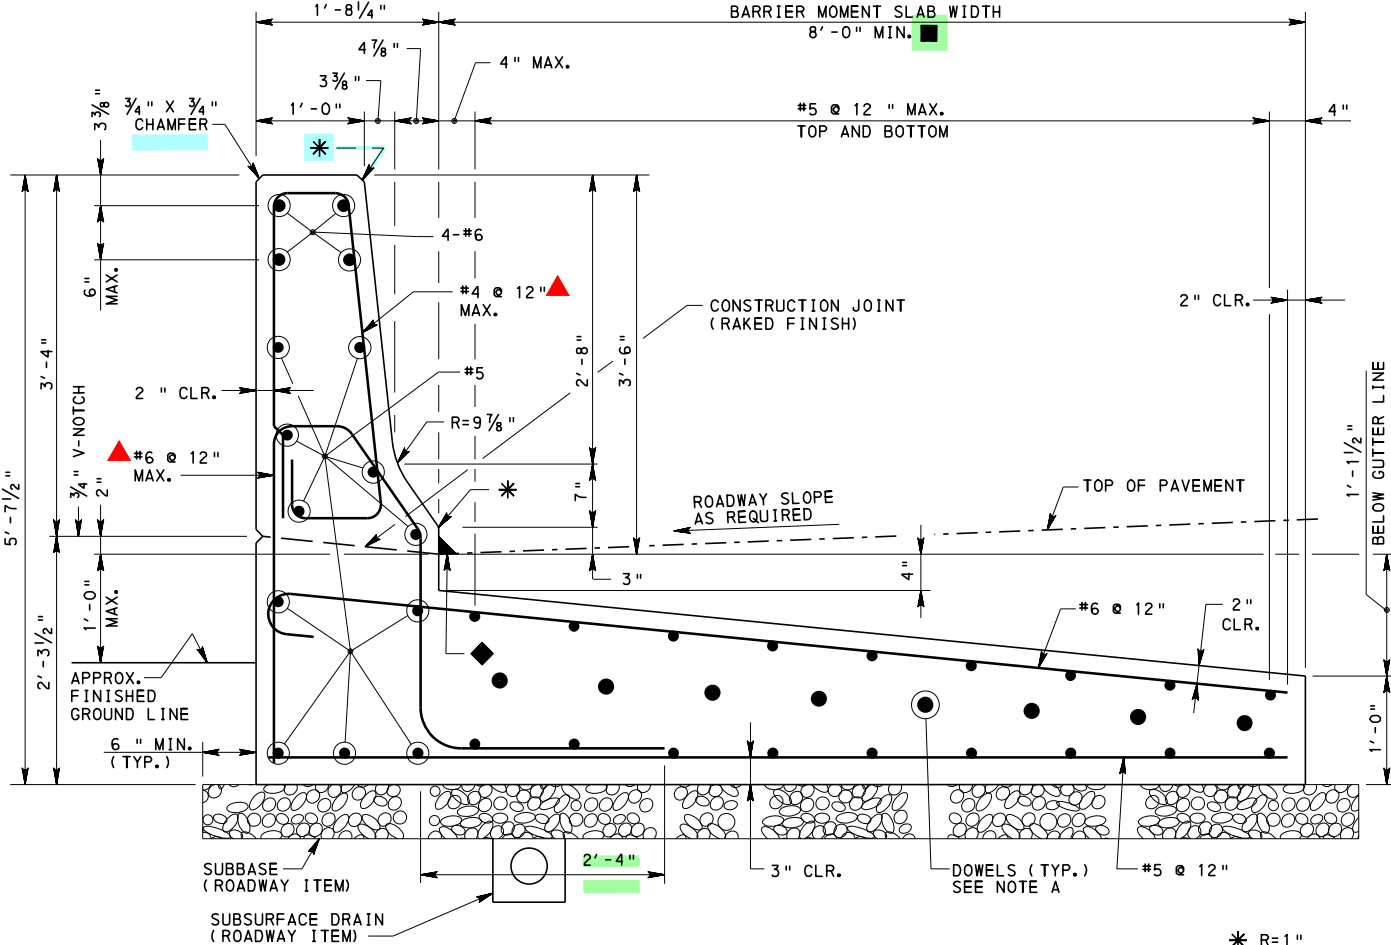 1'-8¼"
BARRIER MOMENT SLAB WIDTH
8'-0" MIN.
4⅞"
4" MAX.
3⅜"
3⅜"
¾" X ¾"
CHAMFER
1'-0"
#5 @ 12 " MAX.
TOP AND BOTTOM
4"
4-#6
6"
MAX.
#4 @ 12"
MAX.
CONSTRUCTION JOINT
(RAKED FINISH)
2" CLR.
3'-4"
2'-8"
3'-6"
#5
2 " CLR.
R=9⅞"
¾" V-NOTCH
2"
#6 @ 12"
MAX.
7"
ROADWAY SLOPE
AS REQUIRED
TOP OF PAVEMENT
1'-1½"
BELOW GUTTER LINE
5'-7½"
3"
4"
1'-0"
MAX.
2'-3½"
#6 @ 12"
2"
CLR.
APPROX.
FINISHED
GROUND LINE
6 " MIN.
(TYP.)
1'-0"
SUBBASE
(ROADWAY ITEM)
2'-4"
3" CLR.
DOWELS (TYP.)
SEE NOTE A
#5 @ 12"
SUBSURFACE DRAIN
(ROADWAY ITEM)
* R=1"